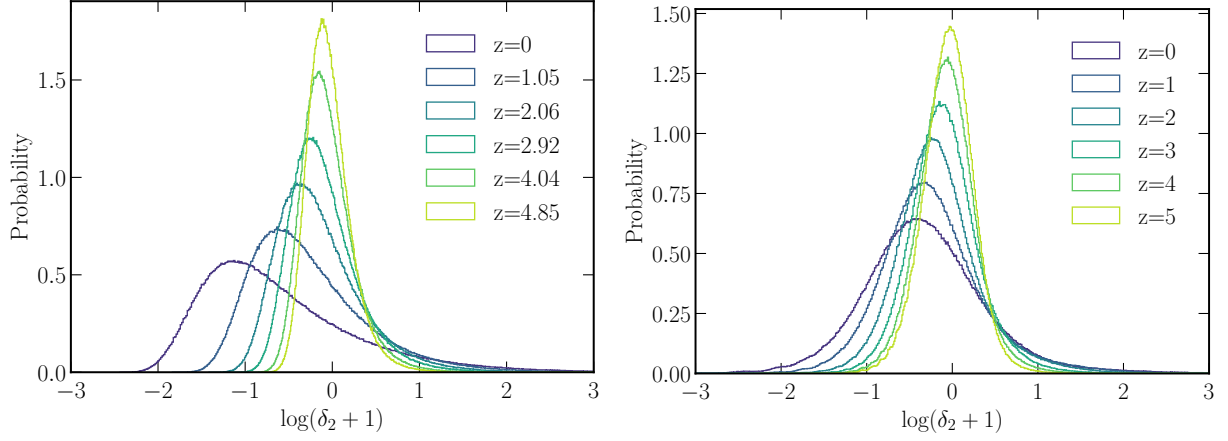 Probability
1.5
1.0
0.5
0.0
−3
−2
−1
0
1
2
3
log(δ₂ + 1)
z=0
z=1.05
z=2.06
z=2.92
z=4.04
z=4.85
Probability
1.50
1.25
1.00
0.75
0.50
0.25
0.00
−3
−2
−1
0
1
2
3
log(δ₂ + 1)
z=0
z=1
z=2
z=3
z=4
z=5